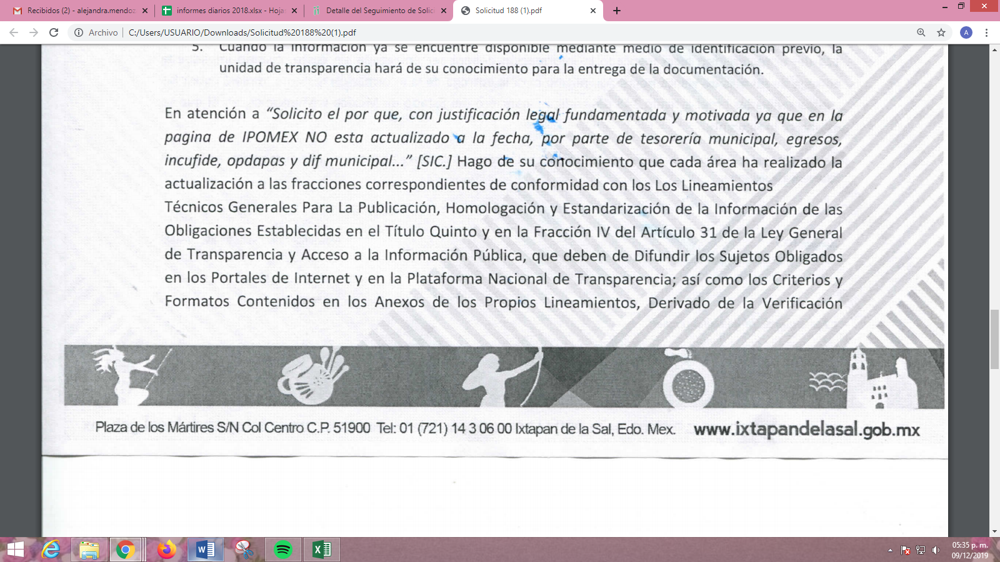 Recibidos (2) - alejandra.mendoz
informes diarios 2018.xlsx - Hoja
Detalle del Seguimiento de Solici
Solicitud 188 (1).pdf
Archivo
C:/Users/USUARIO/Downloads/Solicitud%20188%20(1).pdf
A
5. Cuando la información ya se encuentre disponible mediante medio de identificación previo, la
unidad de transparencia hará de su conocimiento para la entrega de la documentación.
En atención a “Solicito el por que, con justificación legal fundamentada y motivada ya que en la
pagina de IPOMEX NO esta actualizado a la fecha, por parte de tesorería municipal, egresos,
incufide, opdapas y dif municipal...” [SIC.] Hago de su conocimiento que cada área ha realizado la
actualización a las fracciones correspondientes de conformidad con los Los Lineamientos
Técnicos Generales Para La Publicación, Homologación y Estandarización de la Información de las
Obligaciones Establecidas en el Título Quinto y en la Fracción IV del Artículo 31 de la Ley General
de Transparencia y Acceso a la Información Pública, que deben de Difundir los Sujetos Obligados
en los Portales de Internet y en la Plataforma Nacional de Transparencia; así como los Criterios y
Formatos Contenidos en los Anexos de los Propios Lineamientos, Derivado de la Verificación
Plaza de los Mártires S/N Col Centro C.P. 51900 Tel: 01 (721) 14 3 06 00 Ixtapan de la Sal, Edo. Mex. www.ixtapandelasal.gob.mx
05:35 p. m.
09/12/2019